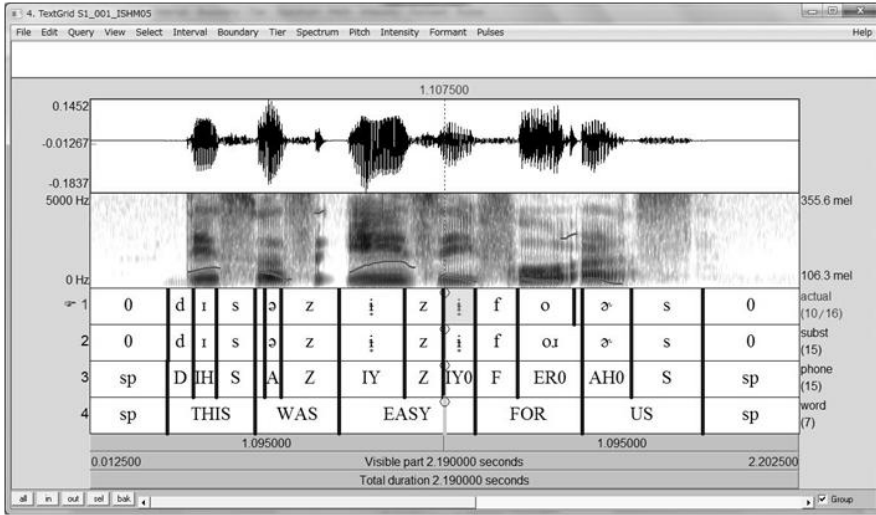 4. TextGrid S1_001_ISHM05
File Edit Query View Select Interval Boundary Tier Spectrum Pitch Intensity Formant Pulses Help
1.107500
0.1452
-0.01267
-0.1837
5000 Hz 355.6 mel
0 Hz 106.3 mel
1 0 d ɪ s ə z ɨ̞ z ɨ̞ f o ɚ s 0 actual (10/16)
2 0 d ɪ s ə z ɨ̞ z ɨ̞ f oɹ ɚ s 0 subst (15)
3 sp D IH S A Z IY Z IY0 F ER0 AH0 S sp phone (15)
4 sp THIS WAS EASY FOR US sp word (7)
1.095000 1.095000
0.012500 Visible part 2.190000 seconds 2.202500
Total duration 2.190000 seconds
all in out sel bak Group